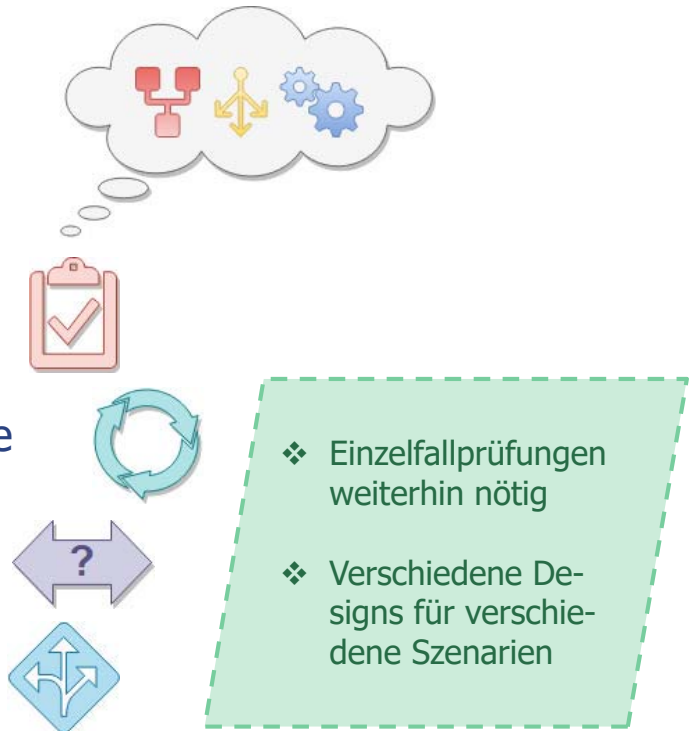 e
?
❖ Einzelfallprüfungen
weiterhin nötig
❖ Verschiedene De-
signs für verschie-
dene Szenarien